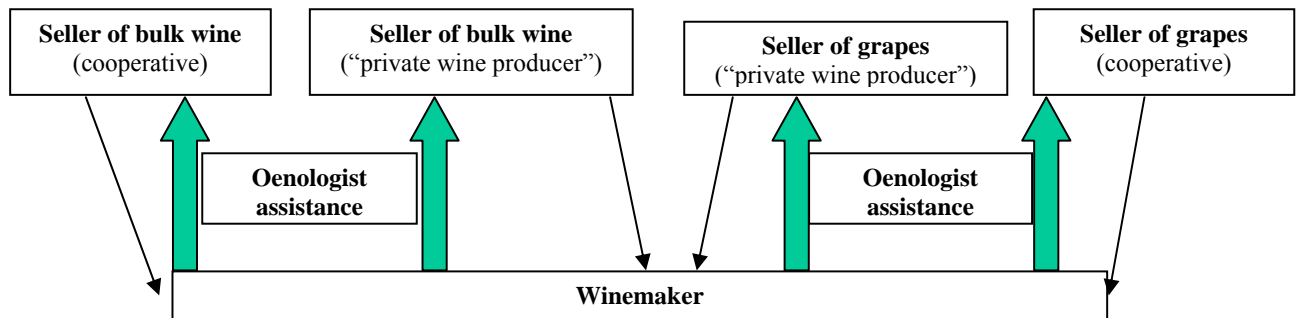 Seller of bulk wine
(cooperative)
Seller of bulk wine
(“private wine producer”)
Seller of grapes
(“private wine producer”)
Seller of grapes
(cooperative)
Oenologist
assistance
Oenologist
assistance
Winemaker